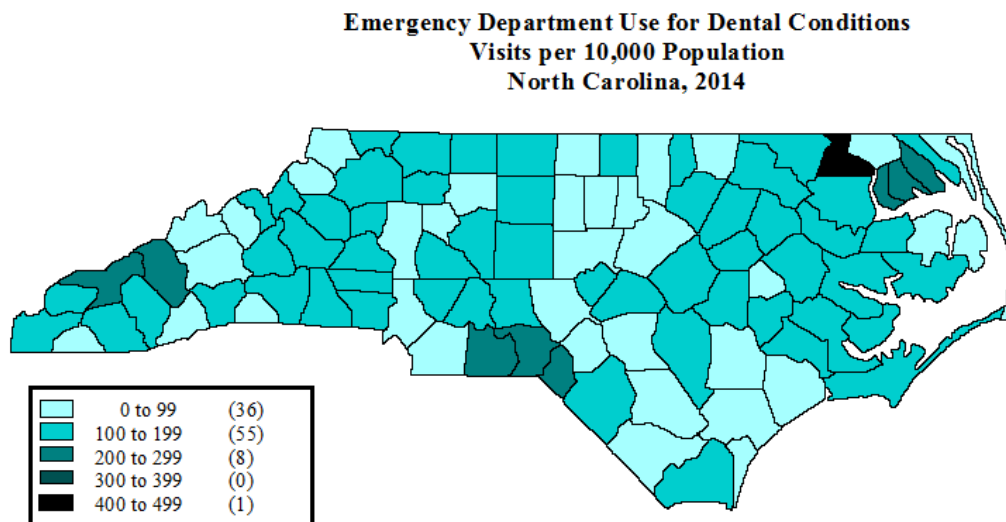 Emergency Department Use for Dental Conditions
Visits per 10,000 Population
North Carolina, 2014
0 to 99 (36)
100 to 199 (55)
200 to 299 (8)
300 to 399 (0)
400 to 499 (1)